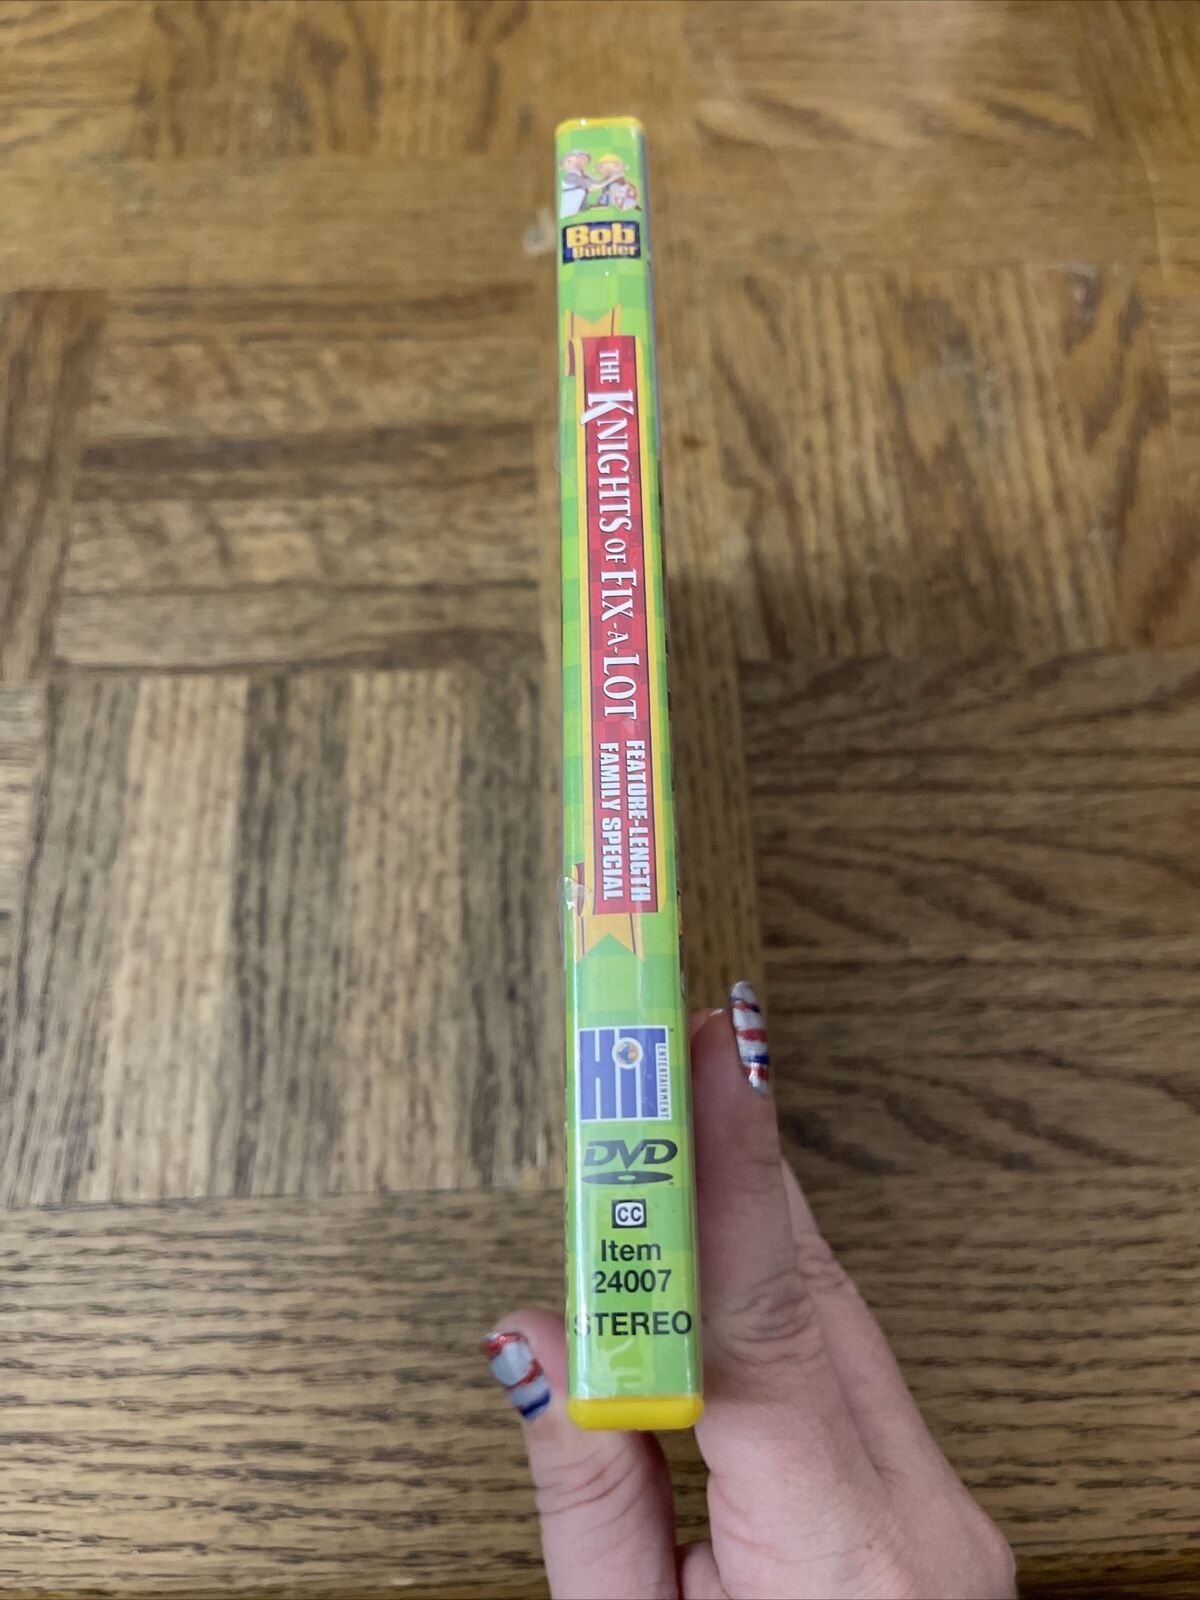 Bob
the Builder
THE KNIGHTS OF FIX-A-LOT
FEATURE-LENGTH
FAMILY SPECIAL
HiT
ENTERTAINMENT
DVD
CC
Item
24007
STEREO